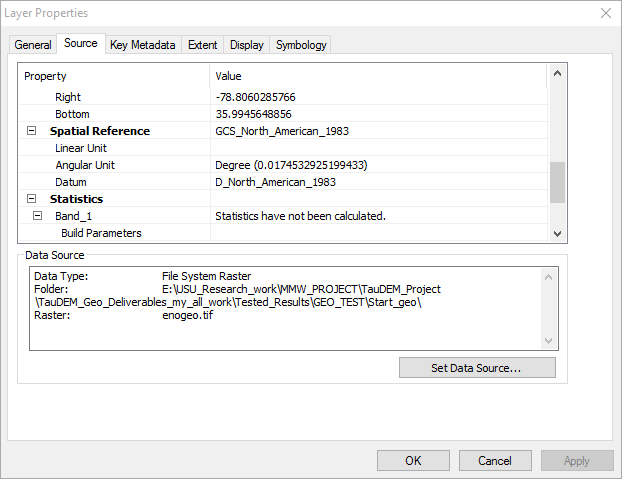 Layer Properties
General Source Key Metadata Extent Display Symbology
Property Value
Right -78.8060285766
Bottom 35.9945648856
Spatial Reference GCS_North_American_1983
Linear Unit
Angular Unit Degree (0.0174532925199433)
Datum D_North_American_1983
Statistics
Band_1 Statistics have not been calculated.
Build Parameters
Data Source
Data Type: File System Raster
Folder: E:\USU_Research_work\MMW_PROJECT\TauDEM_Project
\TauDEM_Geo_Deliverables_my_all_work\Tested_Results\GEO_TEST\Start_geo\
Raster: enogeo.tif
Set Data Source...
OK Cancel Apply